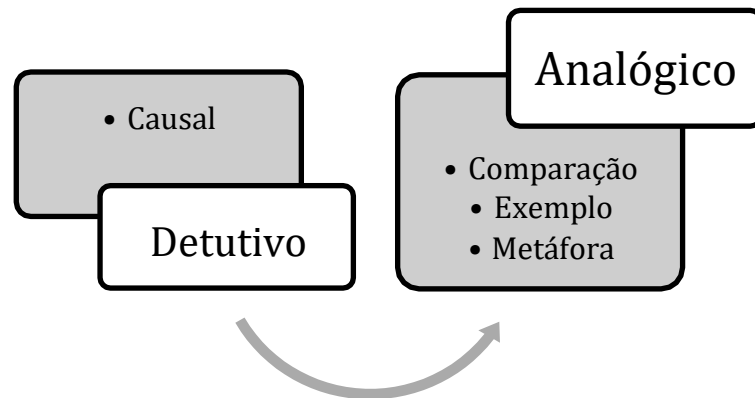 • Causal
Detutivo
Analógico
• Comparação
• Exemplo
• Metáfora